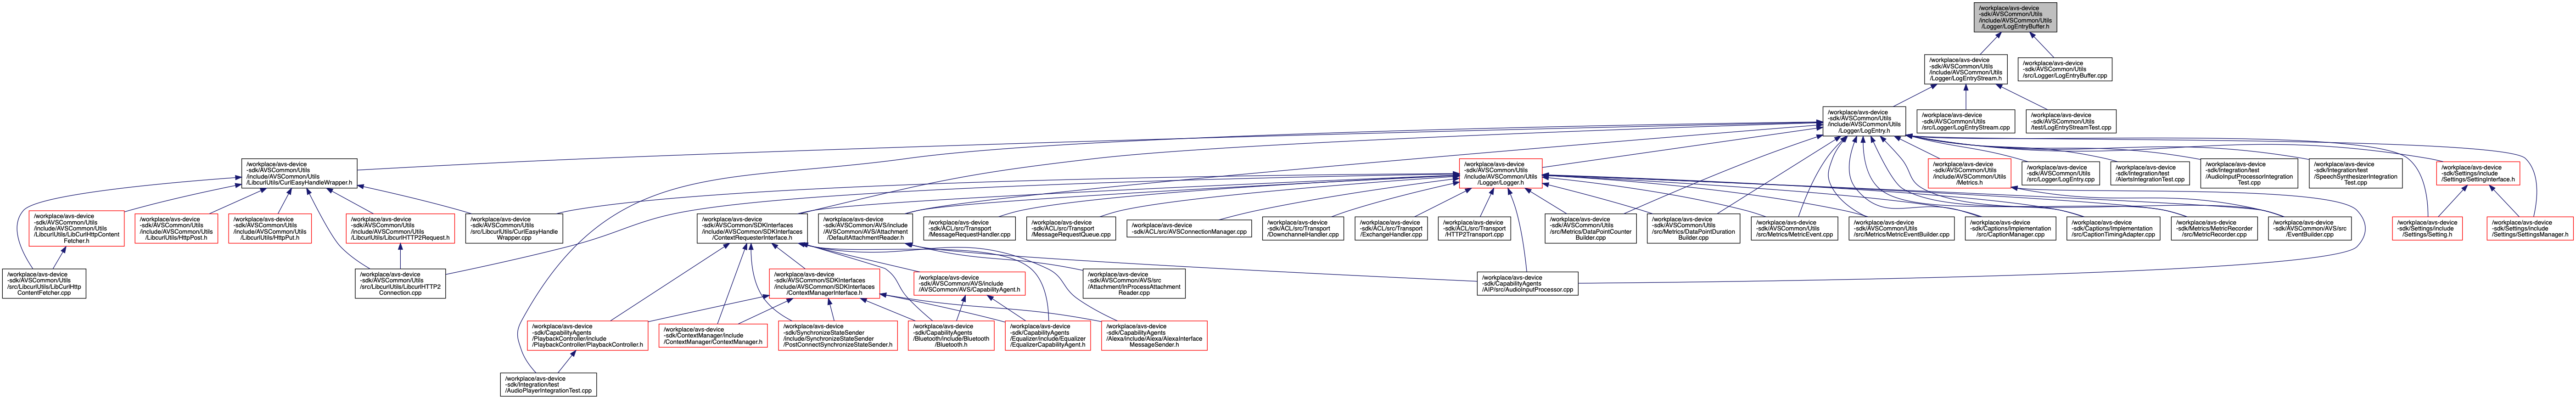 /workplace/avs-device
-sdk/AVSCommon/Utils
/include/AVSCommon/Utils
/Logger/LogEntryBuffer.h
/workplace/avs-device
-sdk/AVSCommon/Utils
/include/AVSCommon/Utils
/Logger/LogEntryStream.h
/workplace/avs-device
-sdk/AVSCommon/Utils
/src/Logger/LogEntryBuffer.cpp
/workplace/avs-device
-sdk/AVSCommon/Utils
/include/AVSCommon/Utils
/Logger/LogEntry.h
/workplace/avs-device
-sdk/AVSCommon/Utils
/src/Logger/LogEntryStream.cpp
/workplace/avs-device
-sdk/AVSCommon/Utils
/test/LogEntryStreamTest.cpp
/workplace/avs-device
-sdk/AVSCommon/Utils
/include/AVSCommon/Utils
/LibcurlUtils/CurlEasyHandleWrapper.h
/workplace/avs-device
-sdk/AVSCommon/Utils
/include/AVSCommon/Utils
/Logger/Logger.h
/workplace/avs-device
-sdk/AVSCommon/Utils
/include/AVSCommon/Utils
/Metrics.h
/workplace/avs-device
-sdk/AVSCommon/Utils
/src/Logger/LogEntry.cpp
/workplace/avs-device
-sdk/Integration/test
/AlertsIntegrationTest.cpp
/workplace/avs-device
-sdk/Integration/test
/AudioInputProcessorIntegration
Test.cpp
/workplace/avs-device
-sdk/Integration/test
/SpeechSynthesizerIntegration
Test.cpp
/workplace/avs-device
-sdk/Settings/include
/Settings/SettingInterface.h
/workplace/avs-device
-sdk/AVSCommon/Utils
/include/AVSCommon/Utils
/LibcurlUtils/LibCurlHttpContent
Fetcher.h
/workplace/avs-device
-sdk/AVSCommon/Utils
/include/AVSCommon/Utils
/LibcurlUtils/HttpPost.h
/workplace/avs-device
-sdk/AVSCommon/Utils
/include/AVSCommon/Utils
/LibcurlUtils/HttpPut.h
/workplace/avs-device
-sdk/AVSCommon/Utils
/include/AVSCommon/Utils
/LibcurlUtils/LibcurlHTTP2Request.h
/workplace/avs-device
-sdk/AVSCommon/Utils
/src/LibcurlUtils/CurlEasyHandle
Wrapper.cpp
/workplace/avs-device
-sdk/AVSCommon/SDKInterfaces
/include/AVSCommon/SDKInterfaces
/ContextRequesterInterface.h
/workplace/avs-device
-sdk/AVSCommon/AVS/include
/AVSCommon/AVS/Attachment
/DefaultAttachmentReader.h
/workplace/avs-device
-sdk/ACL/src/Transport
/MessageRequestHandler.cpp
/workplace/avs-device
-sdk/ACL/src/Transport
/MessageRequestQueue.cpp
/workplace/avs-device
-sdk/ACL/src/AVSConnectionManager.cpp
/workplace/avs-device
-sdk/ACL/src/Transport
/DownchannelHandler.cpp
/workplace/avs-device
-sdk/ACL/src/Transport
/ExchangeHandler.cpp
/workplace/avs-device
-sdk/ACL/src/Transport
/HTTP2Transport.cpp
/workplace/avs-device
-sdk/AVSCommon/Utils
/src/Metrics/DataPointCounter
Builder.cpp
/workplace/avs-device
-sdk/AVSCommon/Utils
/src/Metrics/DataPointDuration
Builder.cpp
/workplace/avs-device
-sdk/AVSCommon/Utils
/src/Metrics/MetricEvent.cpp
/workplace/avs-device
-sdk/AVSCommon/Utils
/src/Metrics/MetricEventBuilder.cpp
/workplace/avs-device
-sdk/Captions/Implementation
/src/CaptionManager.cpp
/workplace/avs-device
-sdk/Captions/Implementation
/src/CaptionTimingAdapter.cpp
/workplace/avs-device
-sdk/Metrics/MetricRecorder
/src/MetricRecorder.cpp
/workplace/avs-device
-sdk/AVSCommon/AVS/src
/EventBuilder.cpp
/workplace/avs-device
-sdk/Settings/include
/Settings/Setting.h
/workplace/avs-device
-sdk/Settings/include
/Settings/SettingsManager.h
/workplace/avs-device
-sdk/AVSCommon/Utils
/src/LibcurlUtils/LibCurlHttp
ContentFetcher.cpp
/workplace/avs-device
-sdk/AVSCommon/Utils
/src/LibcurlUtils/LibcurlHTTP2
Connection.cpp
/workplace/avs-device
-sdk/AVSCommon/SDKInterfaces
/include/AVSCommon/SDKInterfaces
/ContextManagerInterface.h
/workplace/avs-device
-sdk/AVSCommon/AVS/include
/AVSCommon/AVS/CapabilityAgent.h
/workplace/avs-device
-sdk/AVSCommon/AVS/src
/Attachment/InProcessAttachment
Reader.cpp
/workplace/avs-device
-sdk/CapabilityAgents
/AIP/src/AudioInputProcessor.cpp
/workplace/avs-device
-sdk/CapabilityAgents
/PlaybackController/include
/PlaybackController/PlaybackController.h
/workplace/avs-device
-sdk/ContextManager/include
/ContextManager/ContextManager.h
/workplace/avs-device
-sdk/SynchronizeStateSender
/include/SynchronizeStateSender
/PostConnectSynchronizeStateSender.h
/workplace/avs-device
-sdk/CapabilityAgents
/Bluetooth/include/Bluetooth
/Bluetooth.h
/workplace/avs-device
-sdk/CapabilityAgents
/Equalizer/include/Equalizer
/EqualizerCapabilityAgent.h
/workplace/avs-device
-sdk/CapabilityAgents
/Alexa/include/Alexa/AlexaInterface
MessageSender.h
/workplace/avs-device
-sdk/Integration/test
/AudioPlayerIntegrationTest.cpp